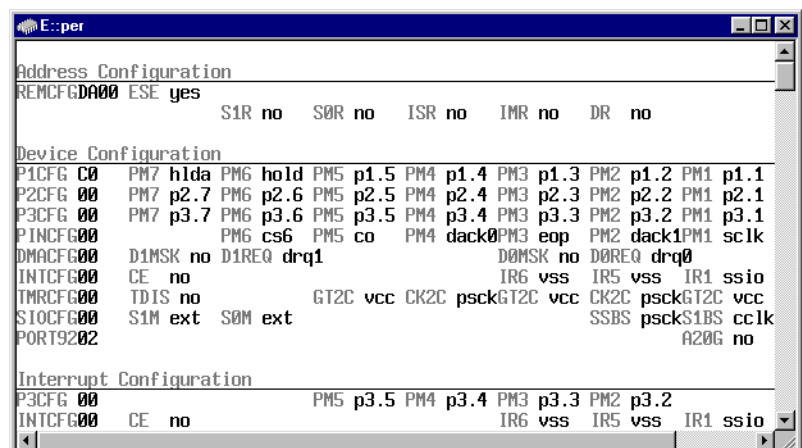 E::per
Address Configuration
REMCFGDA00 ESE yes
S1R no S0R no ISR no IMR no DR no
Device Configuration
P1CFG C0 PM7 hlda PM6 hold PM5 p1.5 PM4 p1.4 PM3 p1.3 PM2 p1.2 PM1 p1.1
P2CFG 00 PM7 p2.7 PM6 p2.6 PM5 p2.5 PM4 p2.4 PM3 p2.3 PM2 p2.2 PM1 p2.1
P3CFG 00 PM7 p3.7 PM6 p3.6 PM5 p3.5 PM4 p3.4 PM3 p3.3 PM2 p3.2 PM1 p3.1
PINCFG00 PM6 cs6 PM5 co PM4 dack0PM3 eop PM2 dack1PM1 sclk
DMACFG00 D1MSK no D1REQ drq1 D0MSK no D0REQ drq0
INTCFG00 CE no IR6 vss IR5 vss IR1 ssio
TMRCFG00 TDIS no GT2C vcc CK2C psckGT2C vcc CK2C psckGT2C vcc
SIOCFG00 S1M ext S0M ext SSBS psckS1BS cclk
PORT9202 A20G no
Interrupt Configuration
P3CFG 00 PM5 p3.5 PM4 p3.4 PM3 p3.3 PM2 p3.2
INTCFG00 CE no IR6 vss IR5 vss IR1 ssio